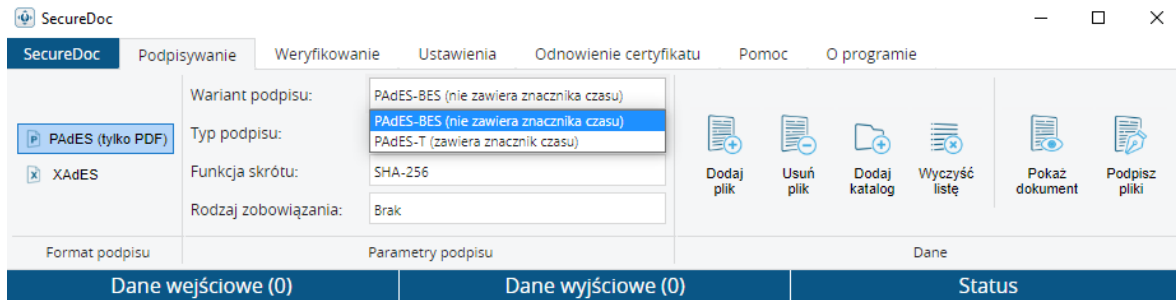 SecureDoc
SecureDoc Podpisywanie Weryfikowanie Ustawienia Odnowienie certyfikatu Pomoc O programie
PAdES (tylko PDF)
XAdES
Format podpisu
Wariant podpisu: PAdES-BES (nie zawiera znacznika czasu)
PAdES-BES (nie zawiera znacznika czasu)
PAdES-T (zawiera znacznik czasu)
Typ podpisu:
Funkcja skrótu: SHA-256
Rodzaj zobowiązania: Brak
Parametry podpisu
Dodaj
plik
Usuń
plik
Dodaj
katalog
Wyczyść
listę
Pokaż
dokument
Podpisz
pliki
Dane
Dane wejściowe (0) Dane wyjściowe (0) Status